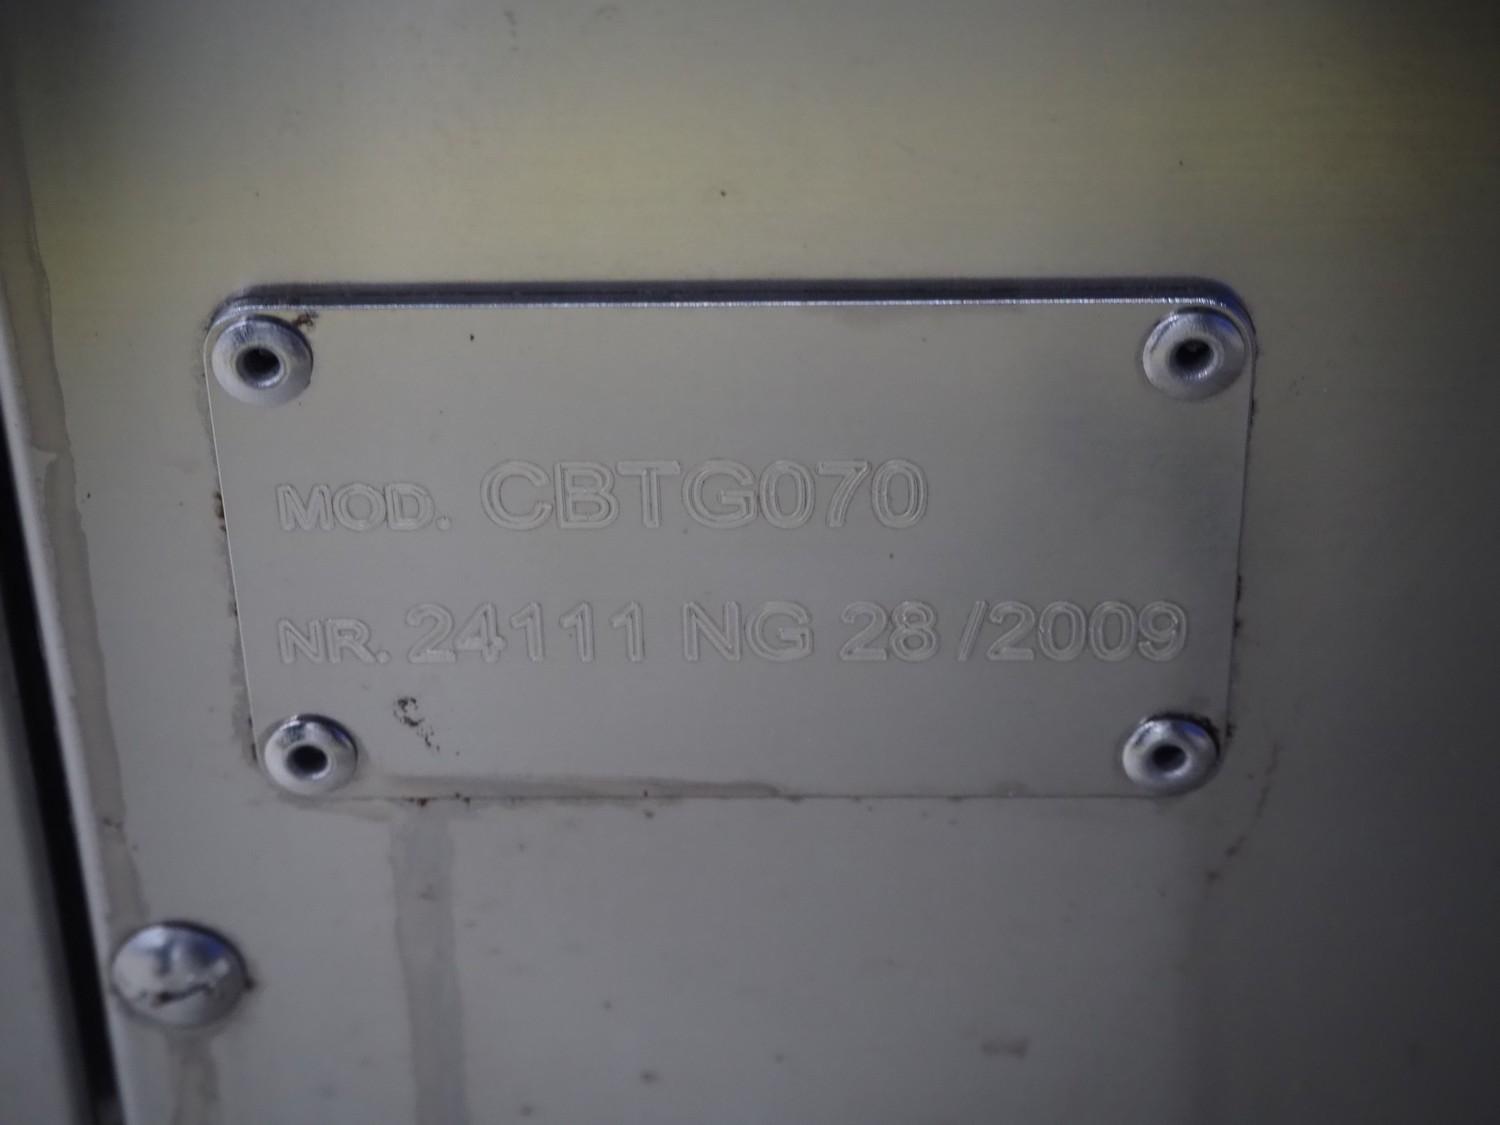 MOD. CBTG070
NR. 24111 NG 28 /2009